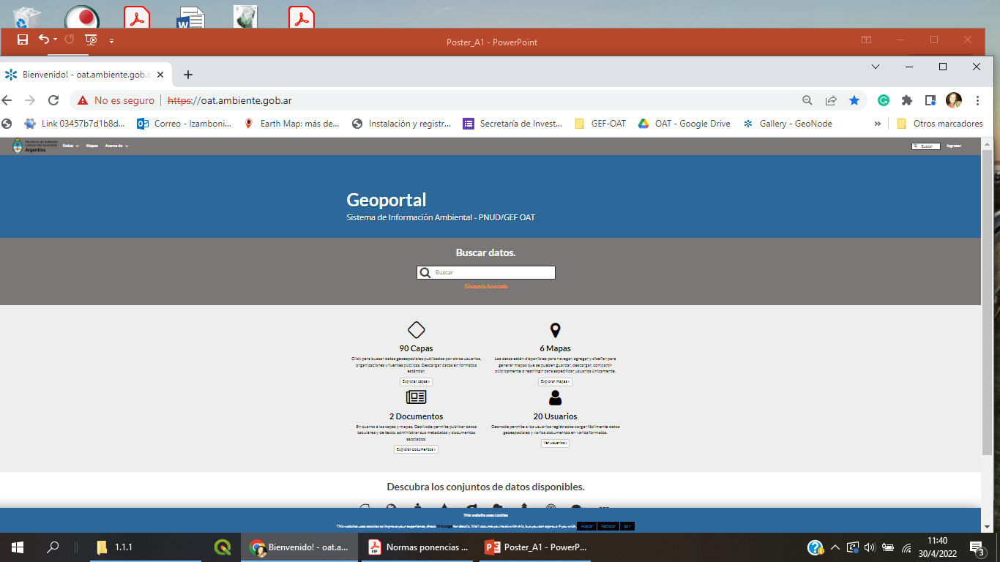 Poster_A1 - PowerPoint
Bienvenido! - oat.ambiente.gob.a
No es seguro
https://oat.ambiente.gob.ar
Link 03457b7d1b8d...
Correo - lzamboni...
Earth Map: más de...
Instalación y registr...
Secretaría de Invest...
GEF-OAT
OAT - Google Drive
Gallery - GeoNode
»
Otros marcadores
Ministerio de Ambiente
y Desarrollo Sostenible
Argentina
Datos
Mapas
Acerca de
Buscar
Ingresar
Geoportal
Sistema de Información Ambiental - PNUD/GEF OAT
Buscar datos.
Buscar
Búsqueda Avanzada
90 Capas
Click para buscar datos geoespaciales publicados por otros usuarios,
organizaciones y fuentes públicas. Descargar datos en formatos
estándar.
Explorar capas »
6 Mapas
Los datos están disponibles para navegar, agregar y diseñar para
generar mapas que se pueden guardar, descargar, compartir
públicamente o restringir para especificar usuarios únicamente.
Explorar mapas »
2 Documentos
En cuanto a las capas y mapas, GeoNode permite publicar datos
tabulares y de texto, administrar sus metadatos y documentos
asociados.
Explorar documentos »
20 Usuarios
Geonode permite a los usuarios registrados cargar fácilmente datos
geoespaciales y varios documentos en varios formatos.
Ver usuarios »
Descubra los conjuntos de datos disponibles.
This website uses cookies
This website uses cookies to improve your experience, check this page for details. We'll assume you're ok with this, but you can opt-out if you wish.
Aceptar
Rechazar
Salir
1.1.1
Bienvenido! - oat.a...
Normas ponencias ...
Poster_A1 - PowerP...
11:40
30/4/2022
3